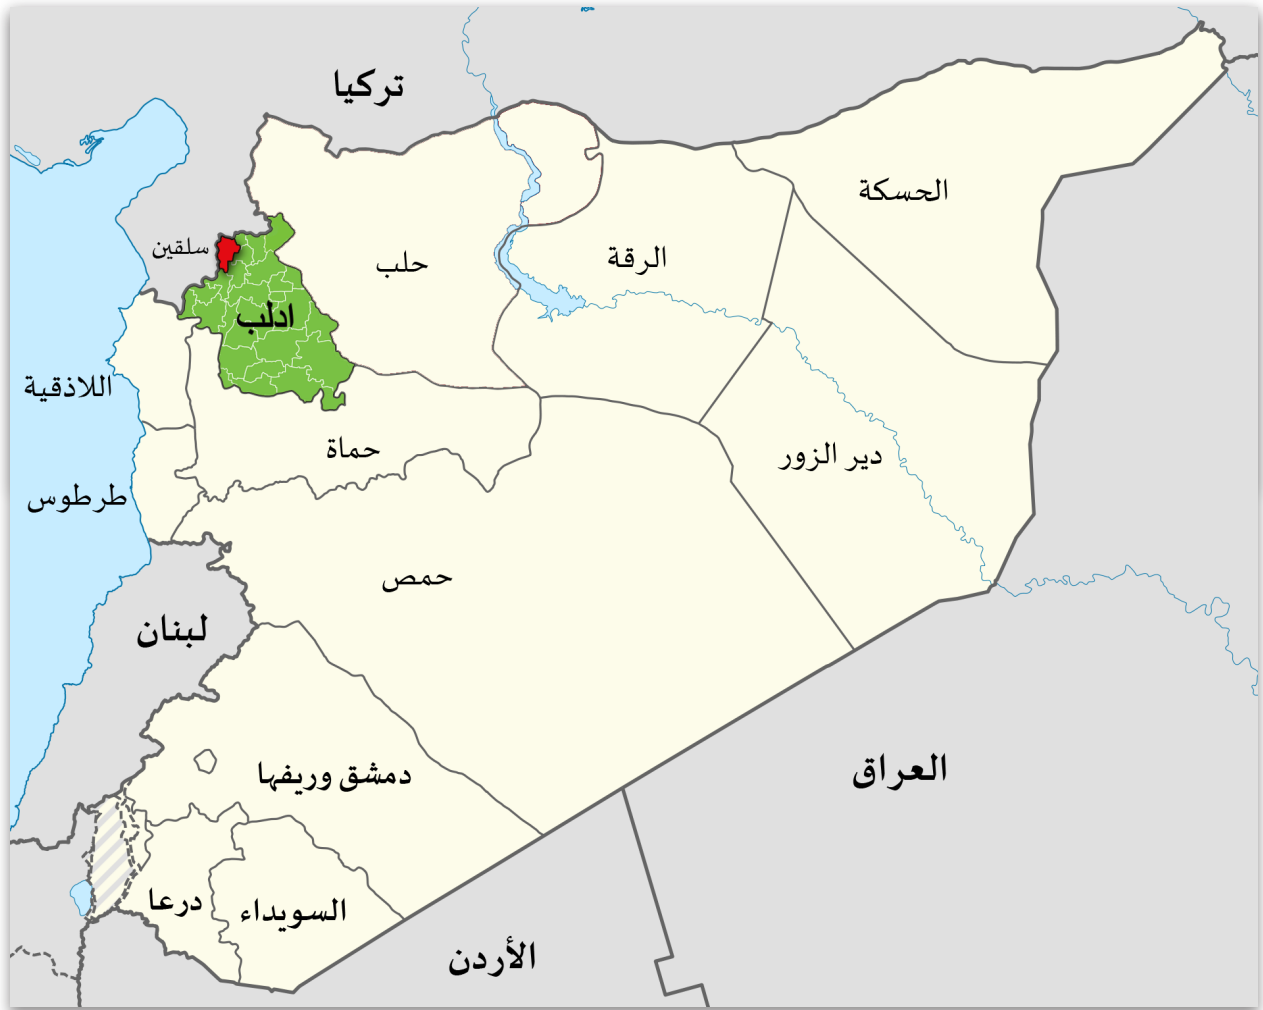 تركيا
الحسكة
سلقين
حلب
الرقة
ادلب
اللاذقية
حماة
دير الزور
طرطوس
حمص
لبنان
دمشق وريفها
العراق
درعا
السويداء
الأردن